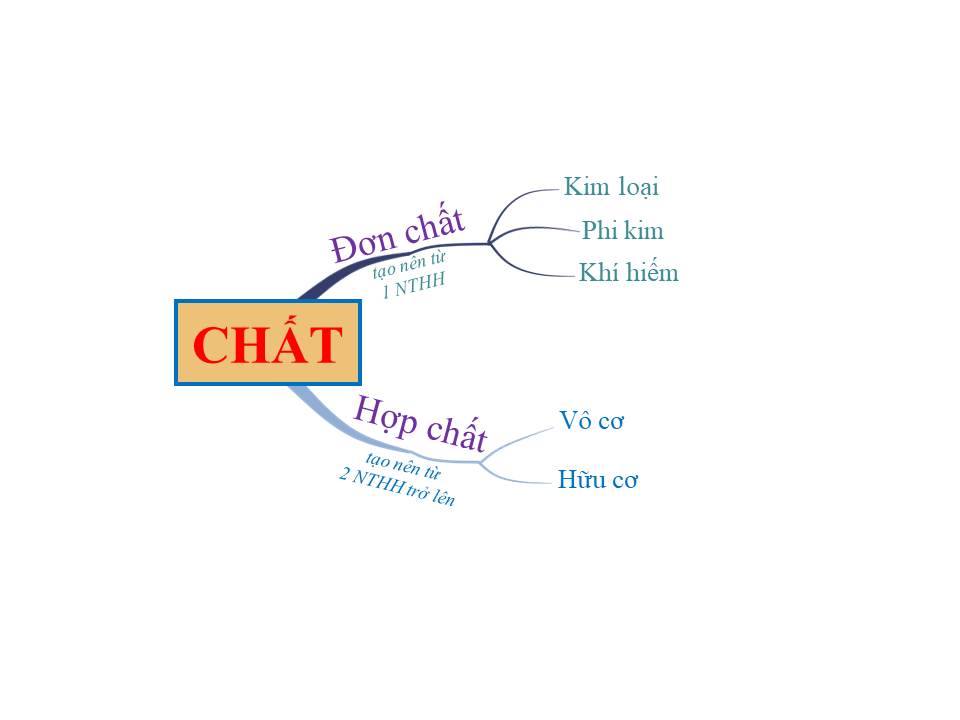 CHẤT
Đơn chất
tạo nên từ
1 NTHH
Kim loại
Phi kim
Khí hiếm
Hợp chất
tạo nên từ
2 NTHH trở lên
Vô cơ
Hữu cơ